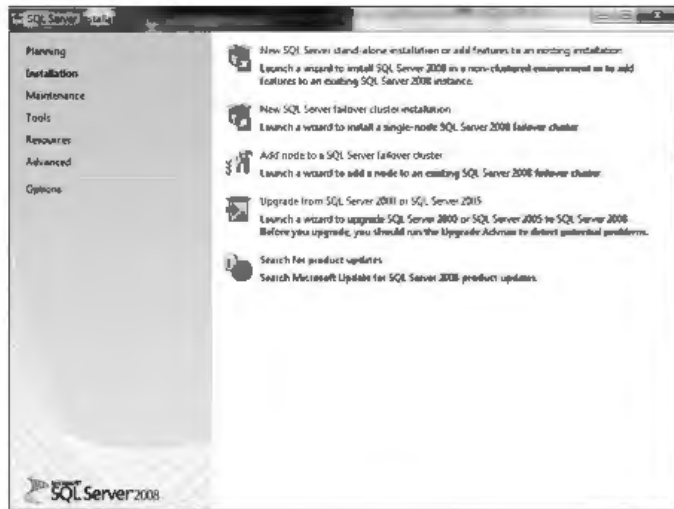 SQL Server Installa
Planning
Installation
Maintenance
Tools
Resources
Advanced
Options
New SQL Server stand-alone installation or add features to an existing installation
Launch a wizard to install SQL Server 2008 in a non-clustered environment or to add
features to an existing SQL Server 2008 instance.
New SQL Server failover cluster installation
Launch a wizard to install a single-node SQL Server 2008 failover cluster.
Add node to a SQL Server failover cluster
Launch a wizard to add a node to an existing SQL Server 2008 failover cluster.
Upgrade from SQL Server 2000 or SQL Server 2005
Launch a wizard to upgrade SQL Server 2000 or SQL Server 2005 to SQL Server 2008.
Before you upgrade, you should run the Upgrade Advisor to detect potential problems.
Search for product updates
Search Microsoft Update for SQL Server 2008 product updates.
SQL Server 2008